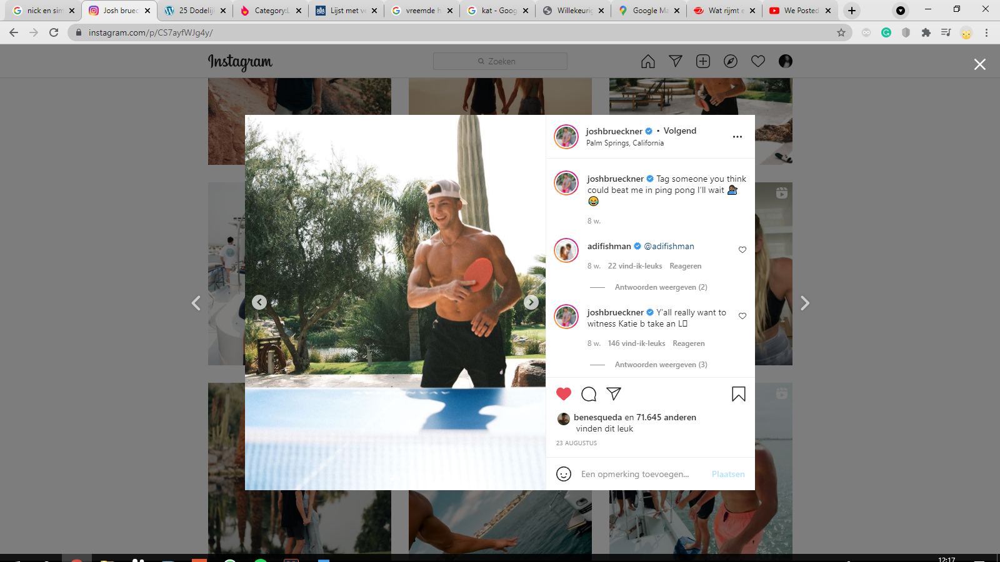 nick en sim
Josh bruec
25 Dodelij
Category:L
Lijst met ve
vreemde h
kat - Goog
Willekeurig
Google Ma
Wat rijmt e
We Posted
instagram.com/p/CS7ayfWJg4y/
Instagram
Zoeken
joshbrueckner • Volgend
Palm Springs, California
joshbrueckner Tag someone you think
could beat me in ping pong I'll wait 💁🏽‍♂️
😂
8 w.
adifishman @adifishman
8 w. 22 vind-ik-leuks Reageren
Antwoorden weergeven (2)
joshbrueckner Y'all really want to
witness Katie b take an L▯
8 w. 146 vind-ik-leuks Reageren
Antwoorden weergeven (3)
benesqueda en 71.645 anderen
vinden dit leuk
23 AUGUSTUS
Een opmerking toevoegen... Plaatsen
12:17